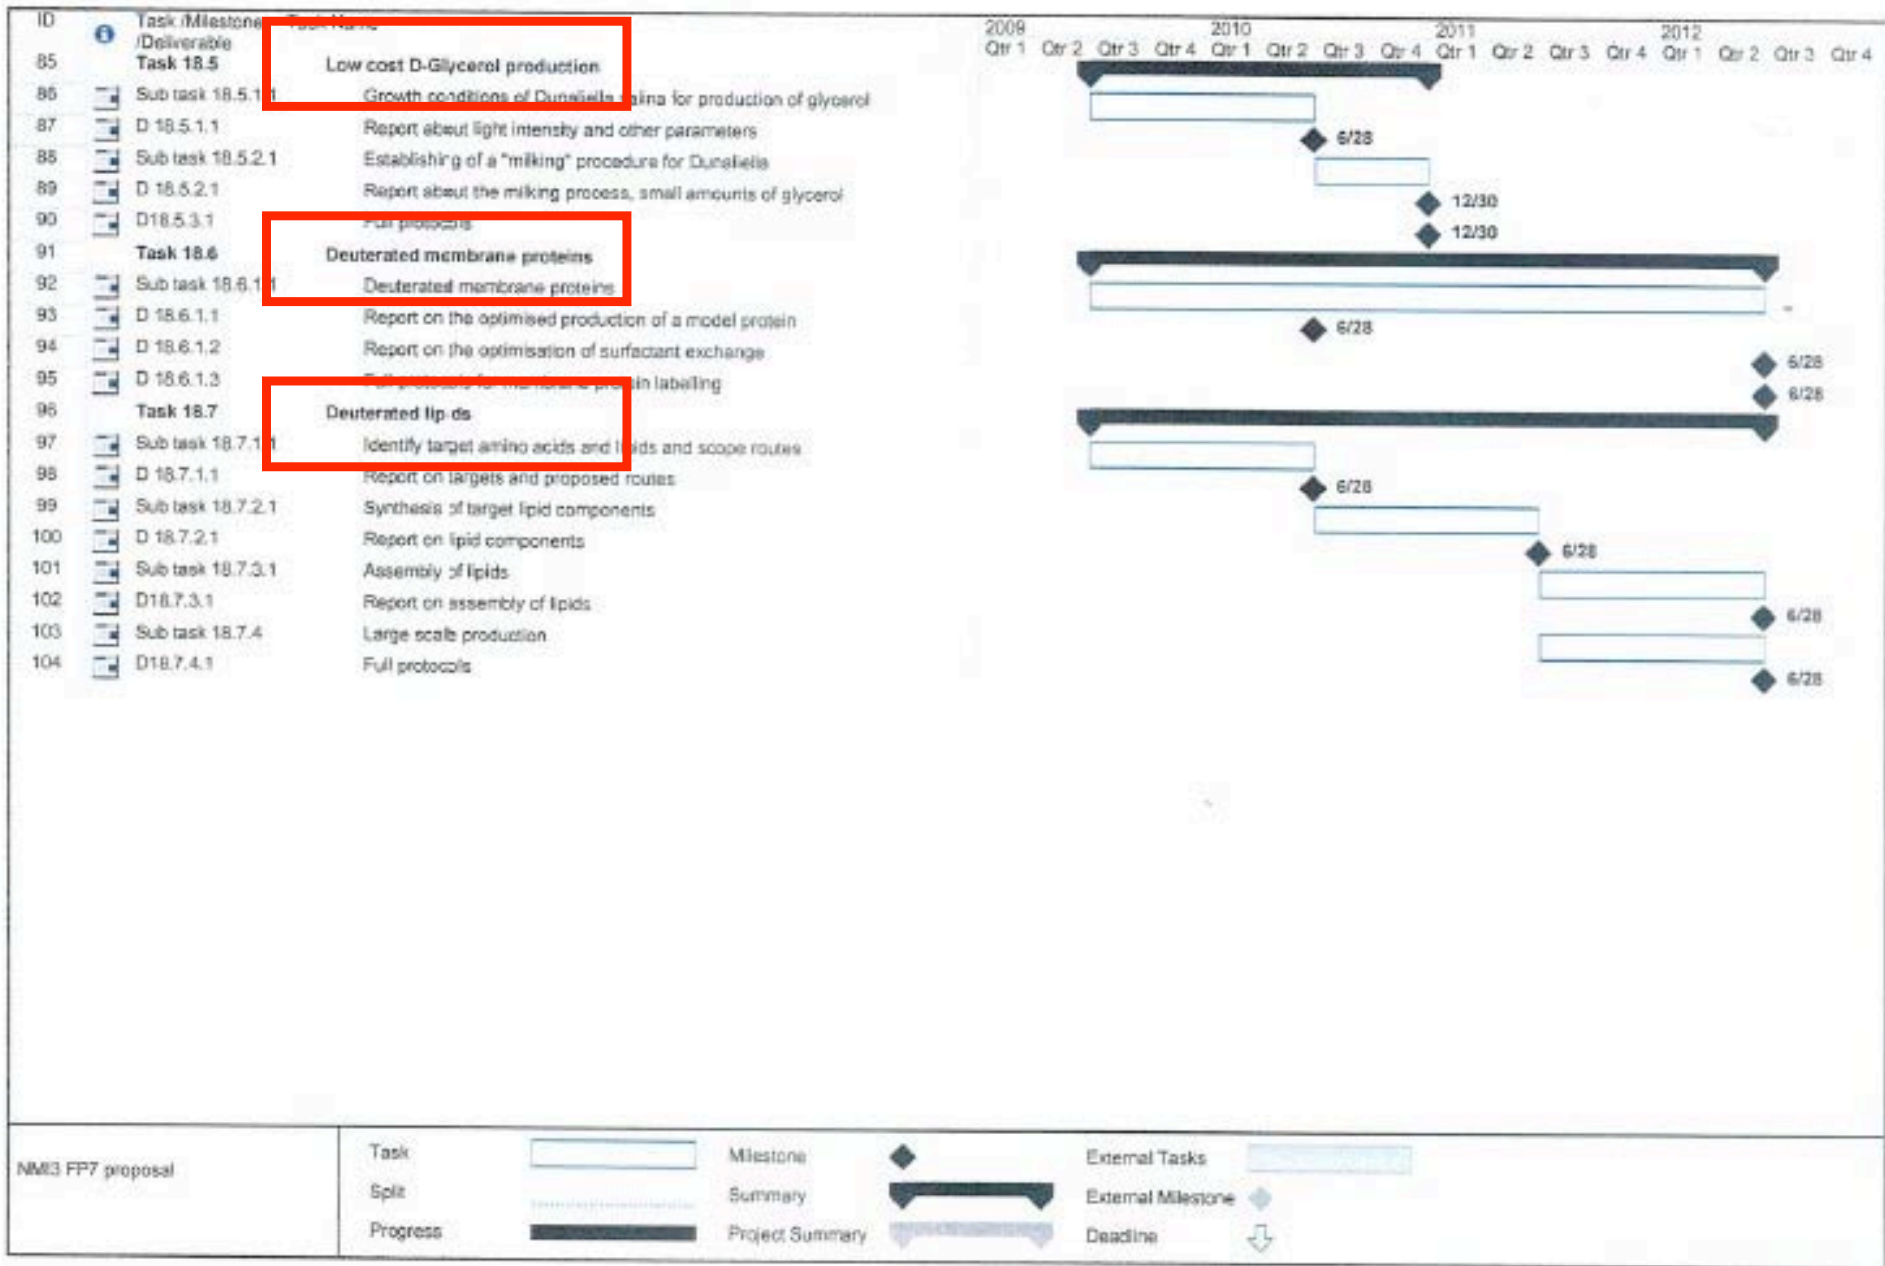 ID Task /Milestone /Deliverable Task Name
2009 2010 2011 2012
Qtr 1 Qtr 2 Qtr 3 Qtr 4 Qtr 1 Qtr 2 Qtr 3 Qtr 4 Qtr 1 Qtr 2 Qtr 3 Qtr 4 Qtr 1 Qtr 2 Qtr 3 Qtr 4
85 Task 18.5 Low cost D-Glycerol production
86 Sub task 18.5.1.1 Growth conditions of Dunaliella salina for production of glycerol
87 D 18.5.1.1 Report about light intensity and other parameters 6/28
88 Sub task 18.5.2.1 Establishing of a "milking" procedure for Dunaliella
89 D 18.5.2.1 Report about the milking process, small amounts of glycerol 12/30
90 D18.5.3.1 Full protocols 12/30
91 Task 18.6 Deuterated membrane proteins
92 Sub task 18.6.1.1 Deuterated membrane proteins
93 D 18.6.1.1 Report on the optimised production of a model protein 6/28
94 D 18.6.1.2 Report on the optimisation of surfactant exchange 6/28
95 D 18.6.1.3 Full protocols for membrane protein labelling 6/28
96 Task 18.7 Deuterated lipids
97 Sub task 18.7.1.1 Identify target amino acids and lipids and scope routes
98 D 18.7.1.1 Report on targets and proposed routes 6/28
99 Sub task 18.7.2.1 Synthesis of target lipid components
100 D 18.7.2.1 Report on lipid components 6/28
101 Sub task 18.7.3.1 Assembly of lipids
102 D18.7.3.1 Report on assembly of lipids 6/28
103 Sub task 18.7.4 Large scale production
104 D18.7.4.1 Full protocols 6/28
NMI3 FP7 proposal
Task Milestone External Tasks
Split Summary External Milestone
Progress Project Summary Deadline